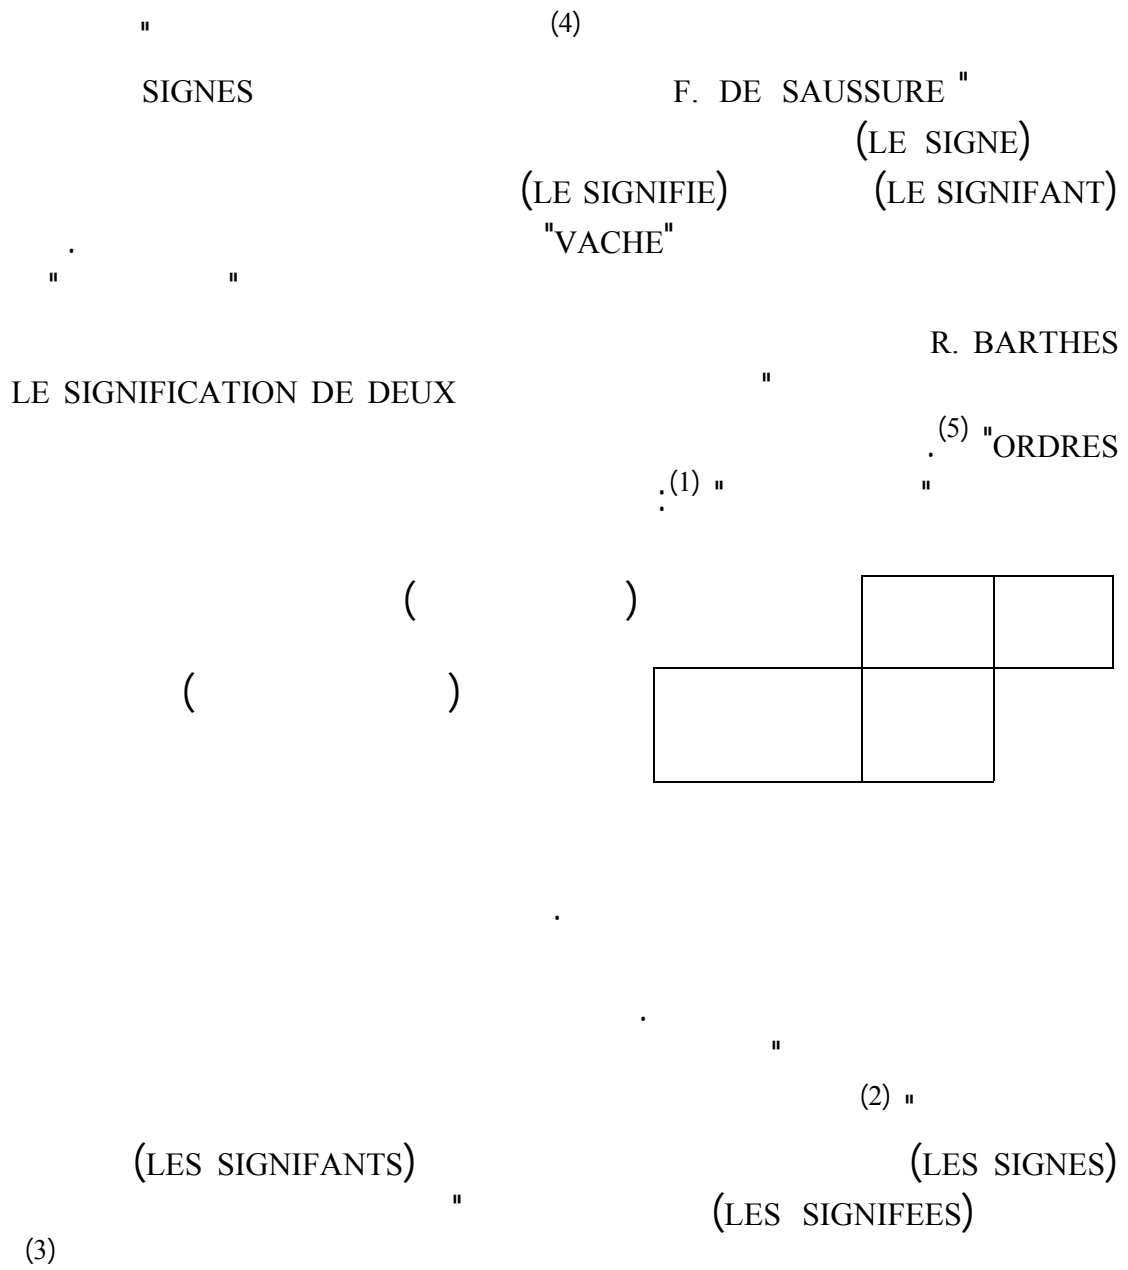 (4) "
" F. DE SAUSSURE SIGNES
(LE SIGNE)
(LE SIGNIFANT) (LE SIGNIFIE)
"VACHE" .
" "
R. BARTHES
" LE SIGNIFICATION DE DEUX
ORDRES" (5).
" " (1):
( )
( )
.
.
"
" (2)
(LES SIGNES) (LES SIGNIFANTS)
(LES SIGNIFEES) "
(3)